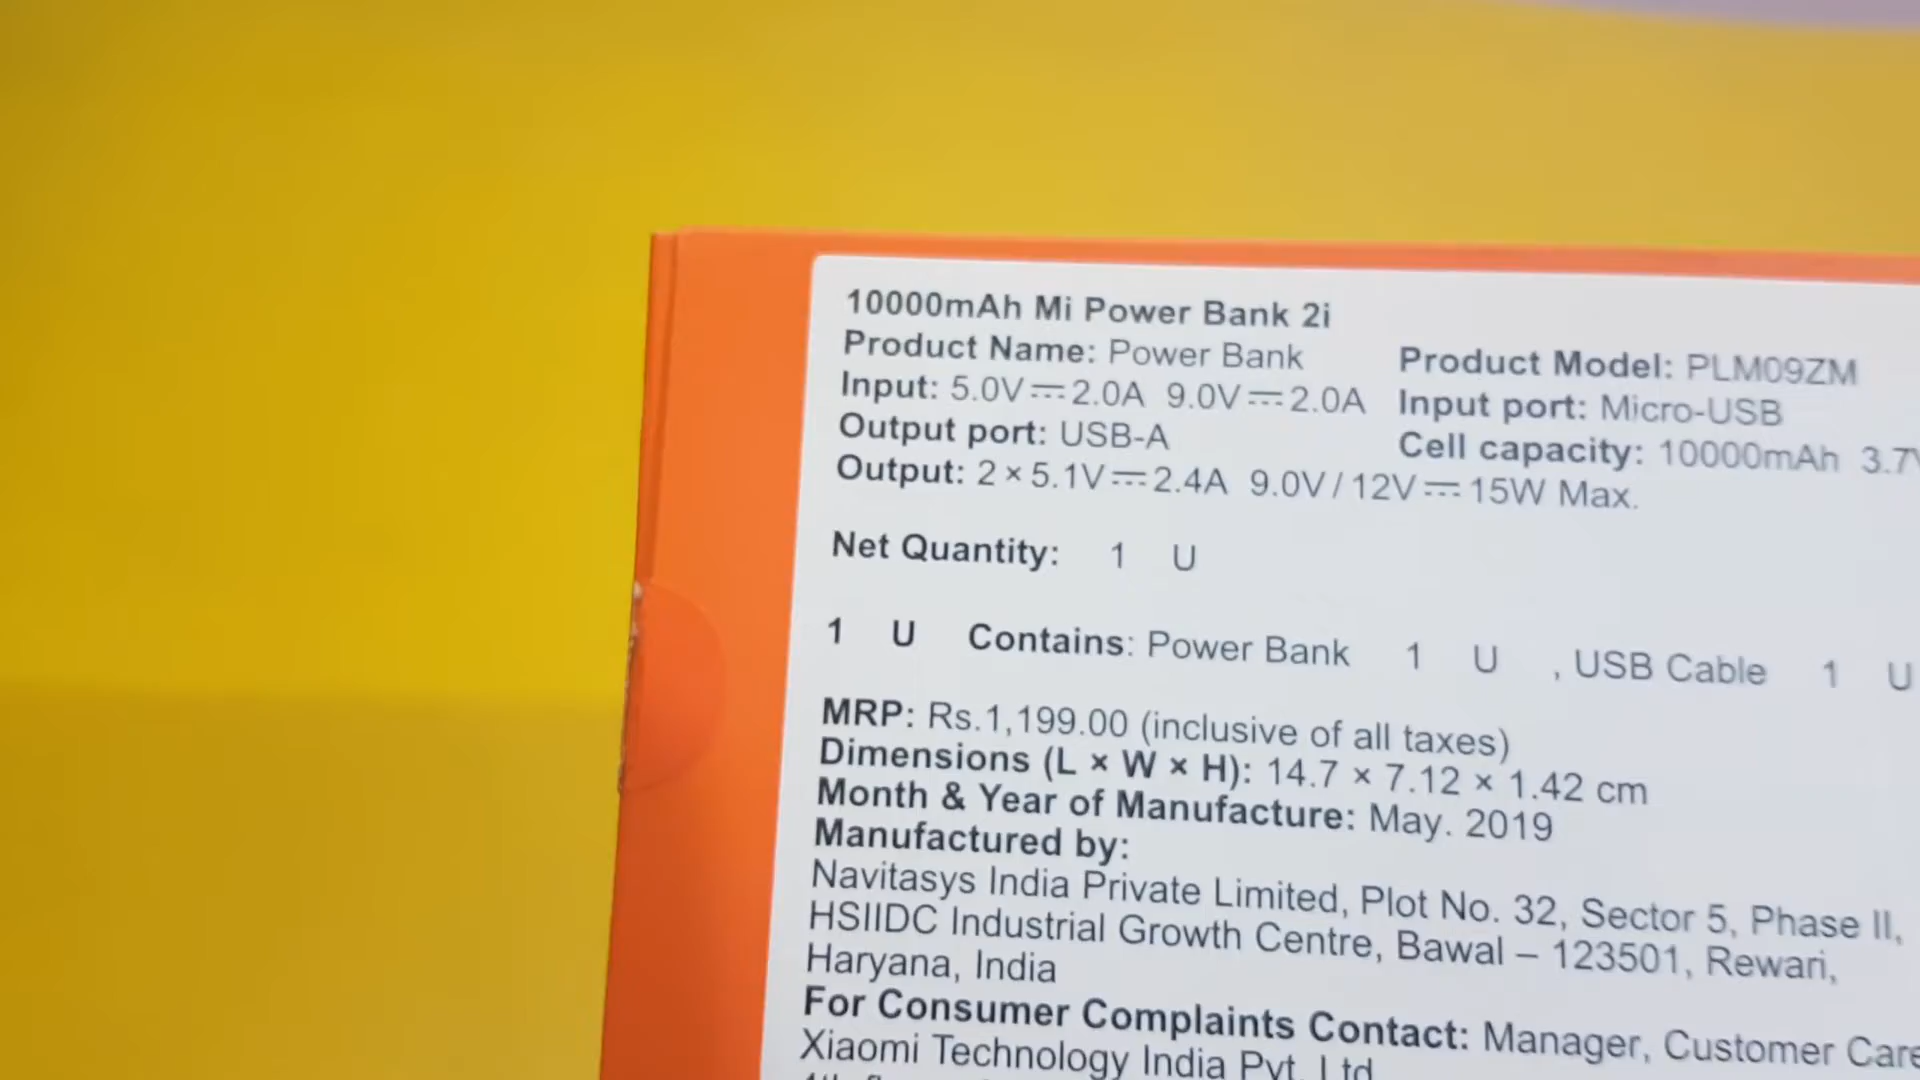 10000mAh Mi Power Bank 2i
Product Name: Power Bank Product Model: PLM09ZM
Input: 5.0V⎓2.0A 9.0V⎓2.0A Input port: Micro-USB
Output port: USB-A Cell capacity: 10000mAh 3.7V
Output: 2 × 5.1V⎓2.4A 9.0V / 12V⎓15W Max.
Net Quantity: 1 U
1 U Contains: Power Bank 1 U , USB Cable 1 U
MRP: Rs.1,199.00 (inclusive of all taxes)
Dimensions (L × W × H): 14.7 × 7.12 × 1.42 cm
Month & Year of Manufacture: May. 2019
Manufactured by:
Navitasys India Private Limited, Plot No. 32, Sector 5, Phase II,
HSIIDC Industrial Growth Centre, Bawal – 123501, Rewari,
Haryana, India
For Consumer Complaints Contact: Manager, Customer Care
Xiaomi Technology India Pvt. Ltd